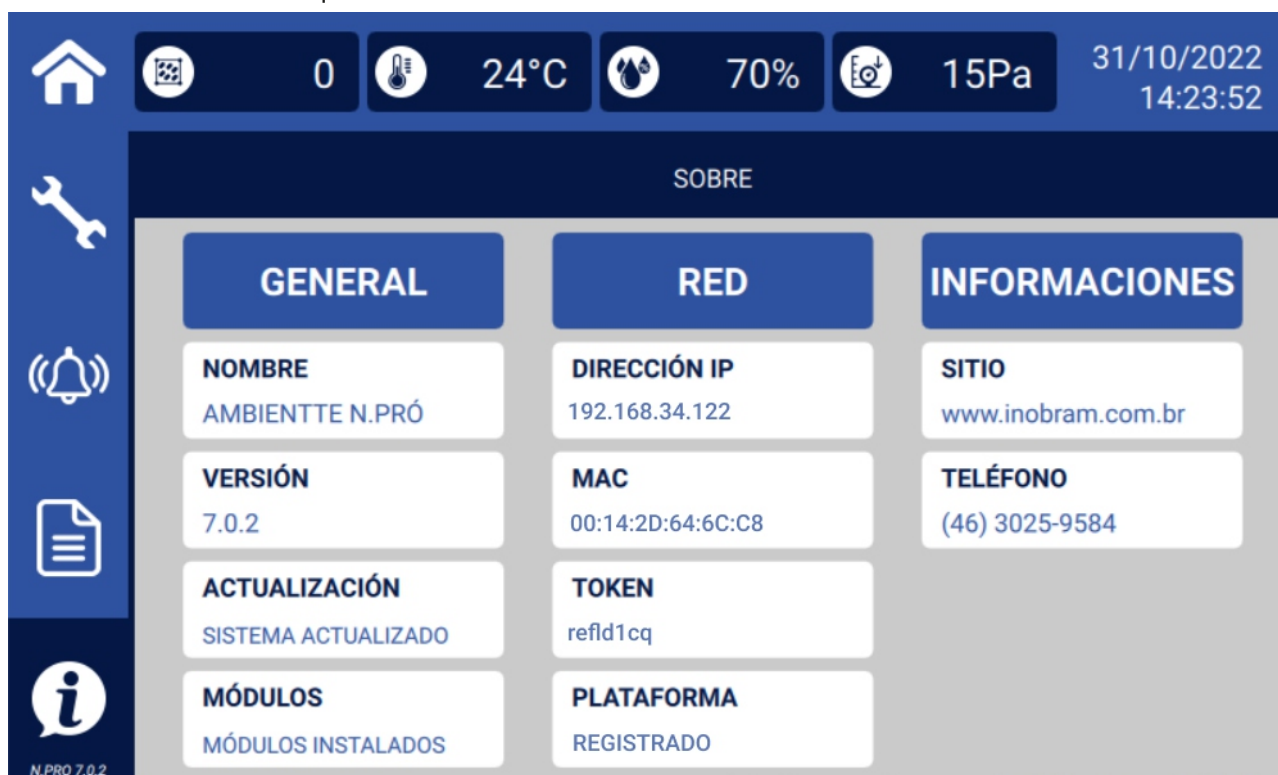 0
24°C
70%
15Pa
31/10/2022
14:23:52
SOBRE
GENERAL
NOMBRE
AMBIENTTE N.PRÓ
VERSIÓN
7.0.2
ACTUALIZACIÓN
SISTEMA ACTUALIZADO
MÓDULOS
MÓDULOS INSTALADOS
RED
DIRECCIÓN IP
192.168.34.122
MAC
00:14:2D:64:6C:C8
TOKEN
refld1cq
PLATAFORMA
REGISTRADO
INFORMACIONES
SITIO
www.inobram.com.br
TELÉFONO
(46) 3025-9584
N.PRO 7.0.2